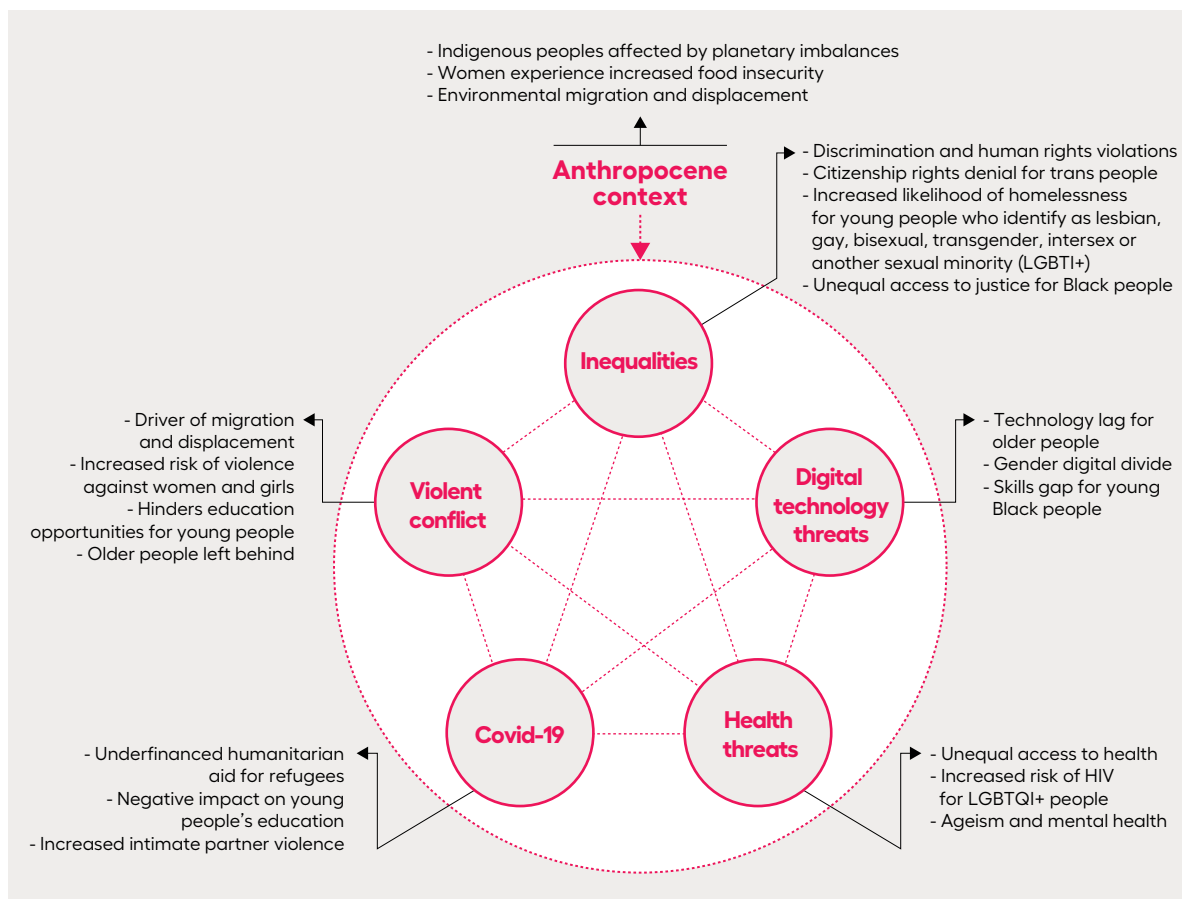 - Indigenous peoples affected by planetary imbalances
- Women experience increased food insecurity
- Environmental migration and displacement
Anthropocene
context
- Discrimination and human rights violations
- Citizenship rights denial for trans people
- Increased likelihood of homelessness
for young people who identify as lesbian,
gay, bisexual, transgender, intersex or
another sexual minority (LGBTI+)
- Unequal access to justice for Black people
Inequalities
- Driver of migration
and displacement
- Increased risk of violence
against women and girls
- Hinders education
opportunities for young people
- Older people left behind
Violent
conflict
Digital
technology
threats
- Technology lag for
older people
- Gender digital divide
- Skills gap for young
Black people
Covid-19
Health
threats
- Underfinanced humanitarian
aid for refugees
- Negative impact on young
people’s education
- Increased intimate partner violence
- Unequal access to health
- Increased risk of HIV
for LGBTQI+ people
- Ageism and mental health